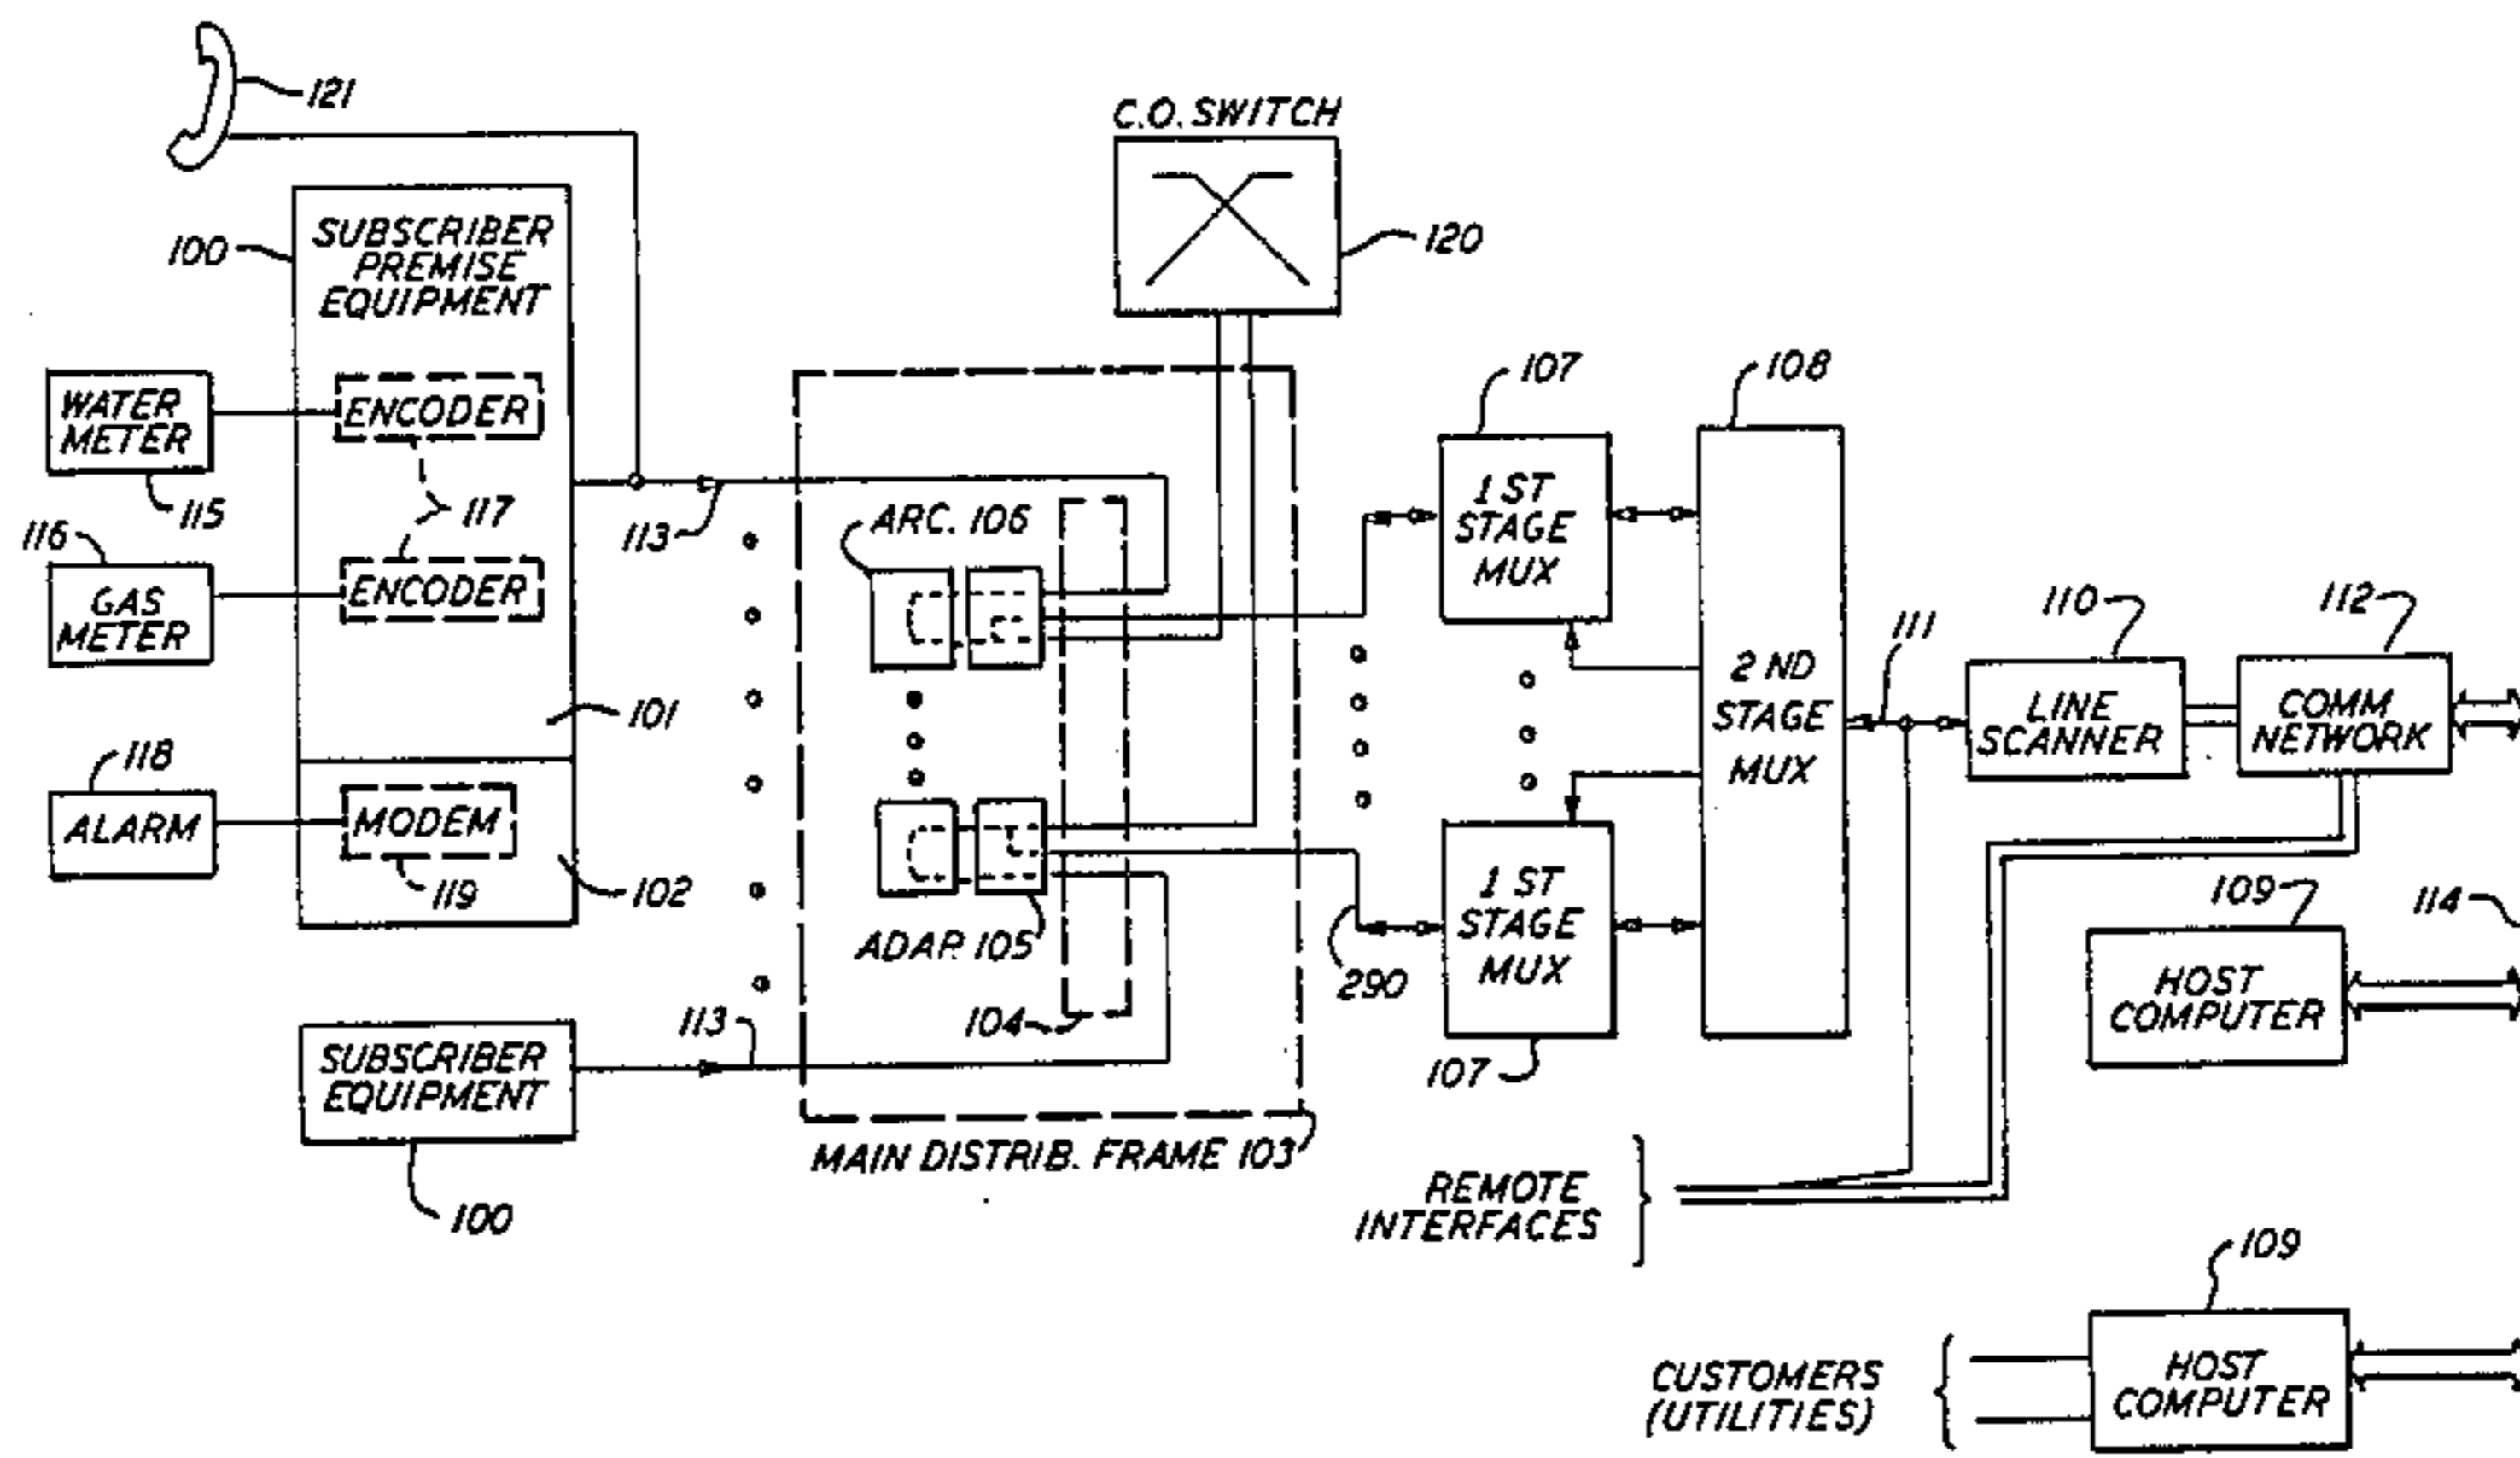 121
C.O. SWITCH
120
100
SUBSCRIBER
PREMISE
EQUIPMENT
WATER
METER
115
ENCODER
117
116
GAS
METER
ENCODER
101
118
ALARM
MODEM
119
102
113
ARC. 106
ADAP. 105
104
113
MAIN DISTRIB. FRAME 103
SUBSCRIBER
EQUIPMENT
100
107
1 ST
STAGE
MUX
108
2 ND
STAGE
MUX
290
1 ST
STAGE
MUX
107
111
110
LINE
SCANNER
112
COMM
NETWORK
109
HOST
COMPUTER
114
REMOTE
INTERFACES
109
CUSTOMERS
(UTILITIES)
HOST
COMPUTER